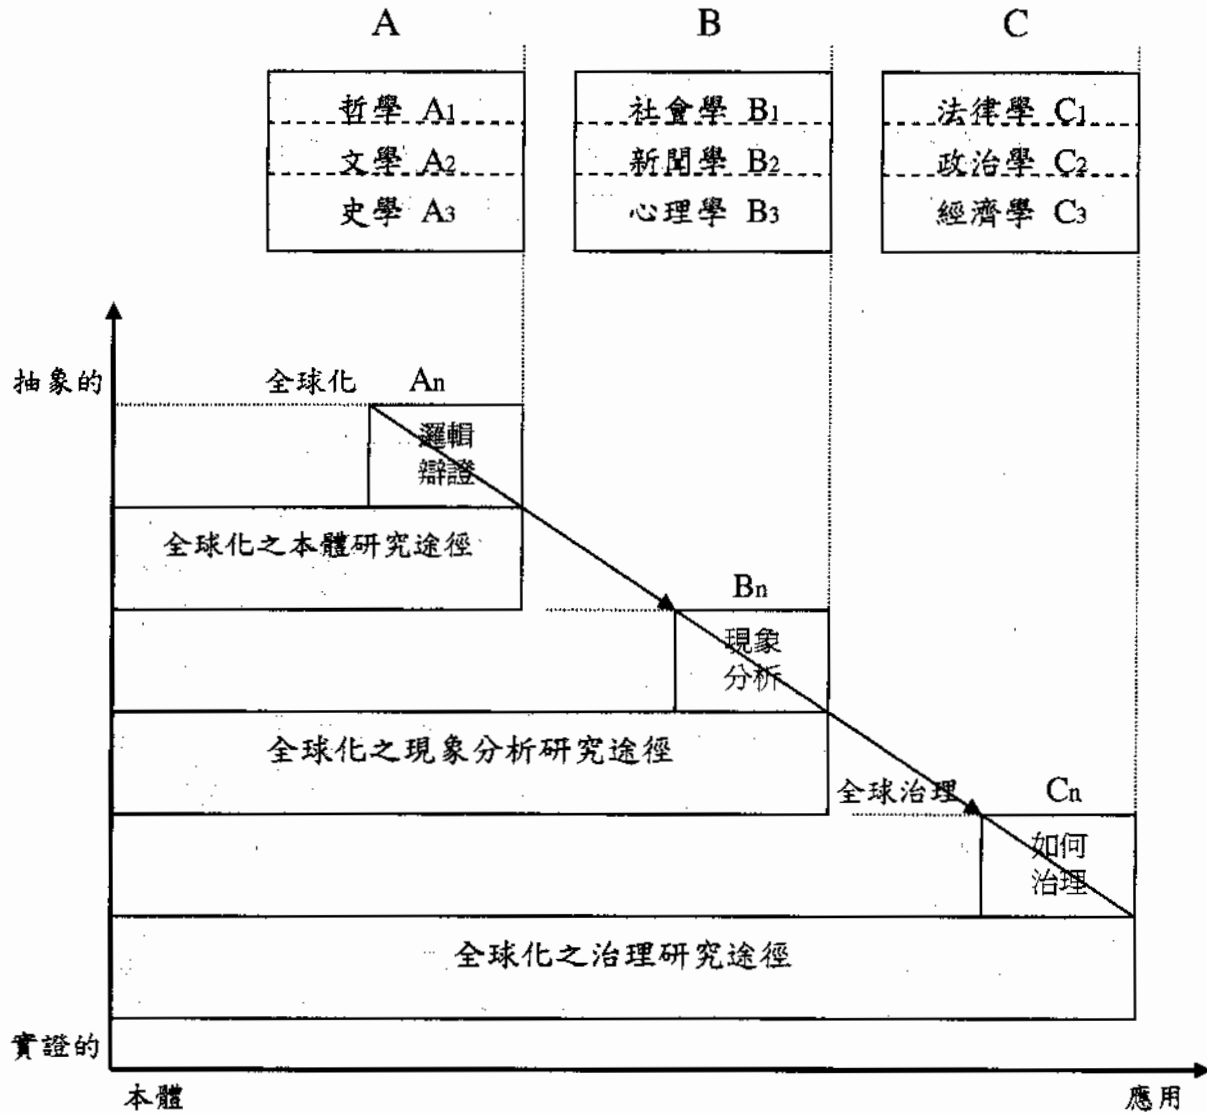 A B C
哲學 A1 社會學 B1 法律學 C1
文學 A2 新聞學 B2 政治學 C2
史學 A3 心理學 B3 經濟學 C3
抽象的 全球化 An
邏輯
辯證
全球化之本體研究途徑
Bn
現象
分析
全球化之現象分析研究途徑
全球治理 Cn
如何
治理
全球化之治理研究途徑
實證的
本體 應用